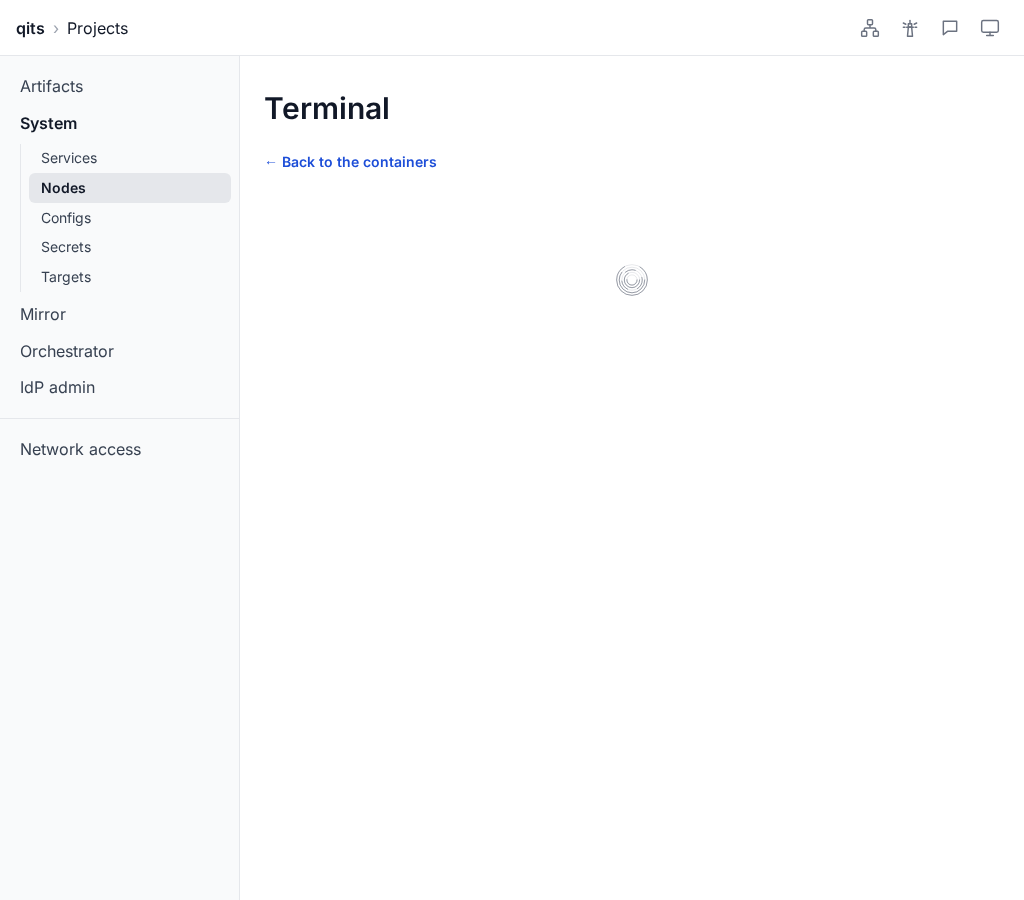 qits › Projects
Artifacts
System
Services
Nodes
Configs
Secrets
Targets
Mirror
Orchestrator
IdP admin
Network access
Terminal
← Back to the containers